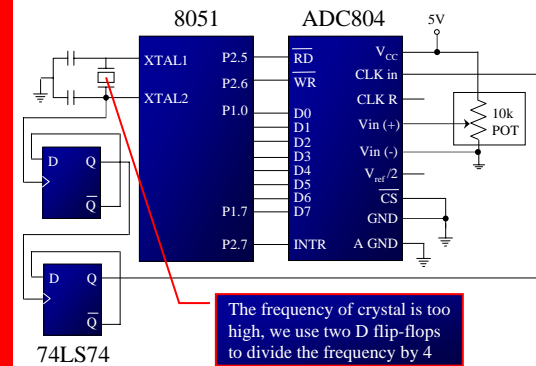 8051
ADC804
5V
XTAL1
P2.5
RD
VCC
P2.6
WR
CLK in
XTAL2
P1.0
D0
CLK R
D1
D2
Vin (+)
10k
POT
D3
D4
Vin (-)
D5
Vref/2
D6
CS
P1.7
D7
GND
P2.7
INTR
A GND
D
Q
Q
D
Q
Q
74LS74
The frequency of crystal is too
high, we use two D flip-flops
to divide the frequency by 4